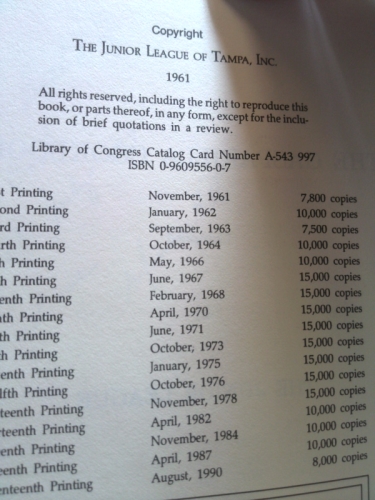 Copyright
THE JUNIOR LEAGUE OF TAMPA, INC.
1961
All rights reserved, including the right to reproduce this
book, or parts thereof, in any form, except for the inclu-
sion of brief quotations in a review.
Library of Congress Catalog Card Number A-543 997
ISBN 0-9609556-0-7
t Printing November, 1961 7,800 copies
ond Printing January, 1962 10,000 copies
rd Printing September, 1963 7,500 copies
rth Printing October, 1964 10,000 copies
h Printing May, 1966 10,000 copies
h Printing June, 1967 15,000 copies
enth Printing February, 1968 15,000 copies
th Printing April, 1970 15,000 copies
th Printing June, 1971 15,000 copies
h Printing October, 1973 15,000 copies
enth Printing January, 1975 15,000 copies
lfth Printing October, 1976 15,000 copies
teenth Printing November, 1978 15,000 copies
rteenth Printing April, 1982 10,000 copies
enth Printing November, 1984 10,000 copies
eenth Printing April, 1987 10,000 copies
enteenth Printing August, 1990 8,000 copies